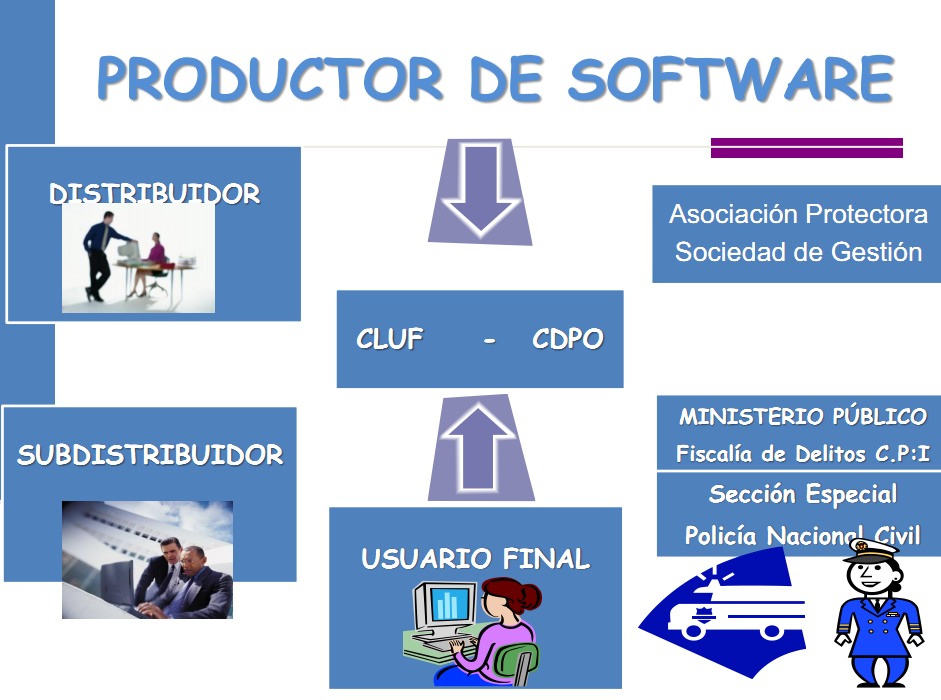 PRODUCTOR DE SOFTWARE
DISTRIBUIDOR
Asociación Protectora
Sociedad de Gestión
CLUF - CDPO
SUBDISTRIBUIDOR
MINISTERIO PÚBLICO
Fiscalía de Delitos C.P:I
Sección Especial
Policía Nacional Civil
USUARIO FINAL